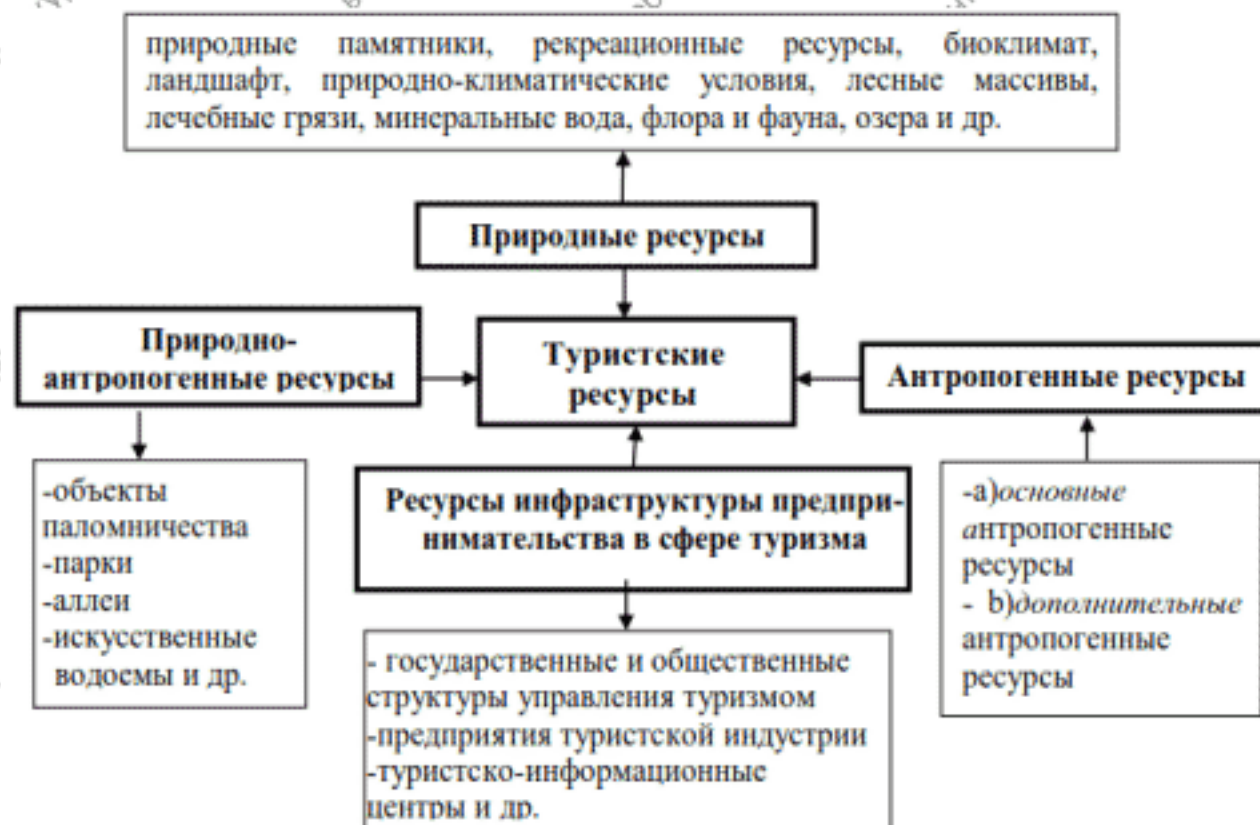 природные памятники, рекреационные ресурсы, биоклимат,
ландшафт, природно-климатические условия, лесные массивы,
лечебные грязи, минеральные вода, флора и фауна, озера и др.
Природные ресурсы
Природно-
антропогенные ресурсы
Туристские
ресурсы
Антропогенные ресурсы
-объекты
паломничества
-парки
-аллеи
-искусственные
водоемы и др.
Ресурсы инфраструктуры предпри-
нимательства в сфере туризма
-а)основные
антропогенные
ресурсы
- b)дополнительные
антропогенные
ресурсы
- государственные и общественные
структуры управления туризмом
-предприятия туристской индустрии
-туристско-информационные
центры и др.